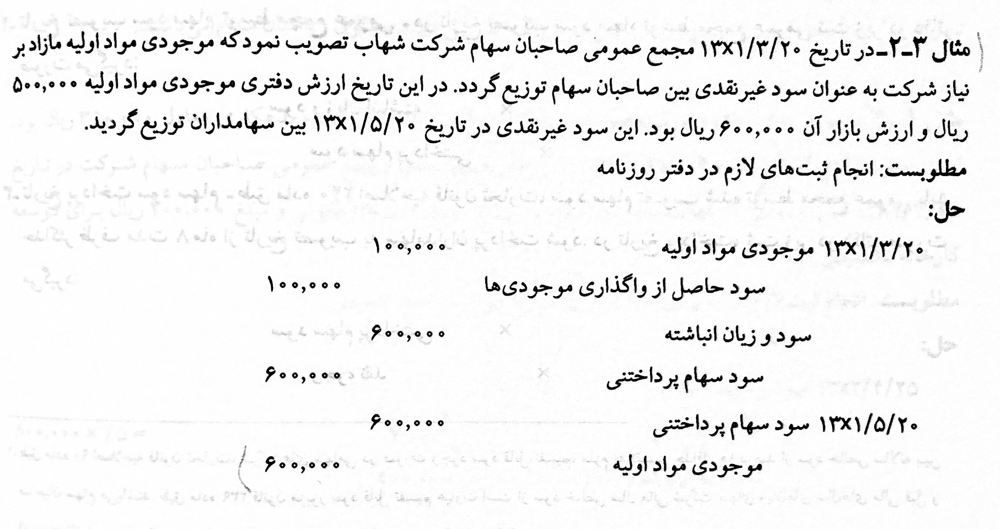 مثال ۳ـ۲ـ در تاریخ ۱۳x۱/۳/۲۰ مجمع عمومی صاحبان سهام شرکت شهاب تصویب نمود که موجودی مواد اولیه مازاد بر
نیاز شرکت به عنوان سود غیرنقدی بین صاحبان سهام توزیع گردد. در این تاریخ ارزش دفتری موجودی مواد اولیه ۵۰۰,۰۰۰
ریال و ارزش بازار آن ۶۰۰,۰۰۰ ریال بود. این سود غیرنقدی در تاریخ ۱۳x۱/۵/۲۰ بین سهامداران توزیع گردید.
مطلوبست: انجام ثبت‌های لازم در دفتر روزنامه
حل:
۱۳x۱/۳/۲۰ موجودی مواد اولیه ۱۰۰,۰۰۰
سود حاصل از واگذاری موجودی‌ها ۱۰۰,۰۰۰
سود و زیان انباشته ۶۰۰,۰۰۰
سود سهام پرداختنی ۶۰۰,۰۰۰
۱۳x۱/۵/۲۰ سود سهام پرداختنی ۶۰۰,۰۰۰
موجودی مواد اولیه ۶۰۰,۰۰۰